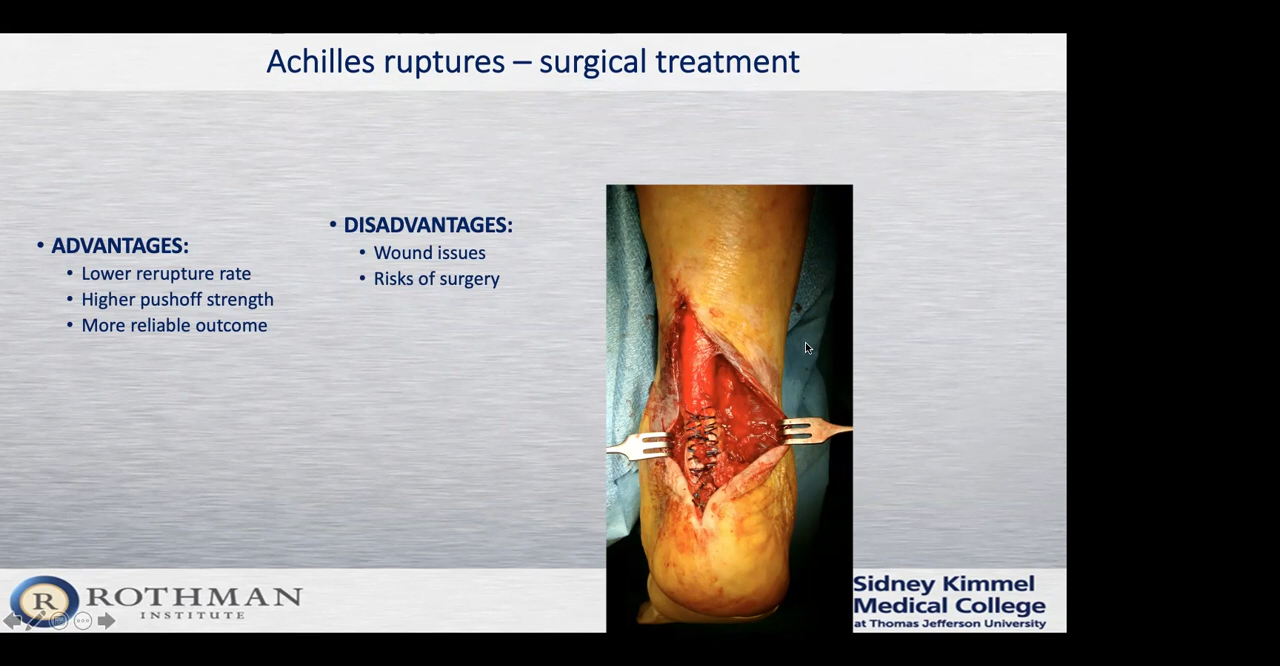 Achilles ruptures – surgical treatment
• ADVANTAGES:
• Lower rerupture rate
• Higher pushoff strength
• More reliable outcome
• DISADVANTAGES:
• Wound issues
• Risks of surgery
R ROTHMAN
INSTITUTE
Sidney Kimmel
Medical College
at Thomas Jefferson University